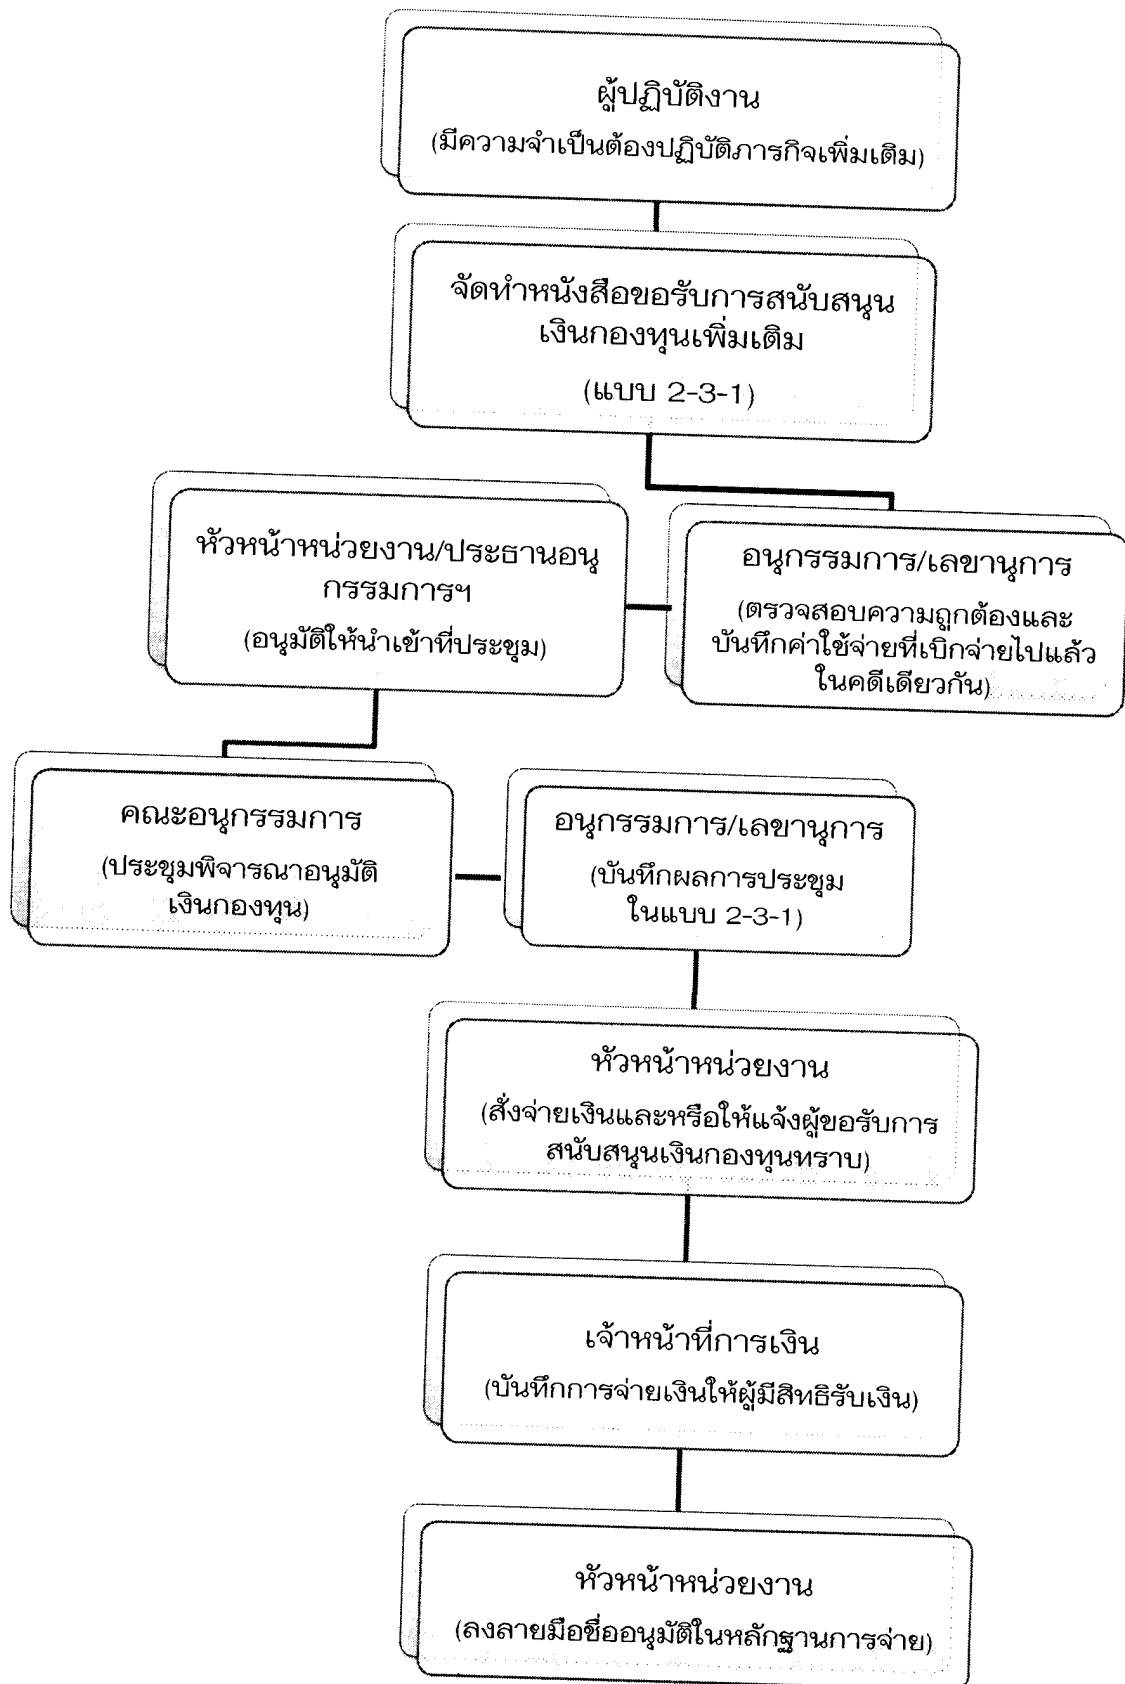 ผู้ปฏิบัติงาน
(มีความจำเป็นต้องปฏิบัติภารกิจเพิ่มเติม)
จัดทำหนังสือขอรับการสนับสนุน
เงินกองทุนเพิ่มเติม
(แบบ 2-3-1)
หัวหน้าหน่วยงาน/ประธานอนุ
กรรมการฯ
(อนุมัติให้นำเข้าที่ประชุม)
อนุกรรมการ/เลขานุการ
(ตรวจสอบความถูกต้องและ
บันทึกค่าใช้จ่ายที่เบิกจ่ายไปแล้ว
ในคดีเดียวกัน)
คณะอนุกรรมการ
(ประชุมพิจารณาอนุมัติ
เงินกองทุน)
อนุกรรมการ/เลขานุการ
(บันทึกผลการประชุม
ในแบบ 2-3-1)
หัวหน้าหน่วยงาน
(สั่งจ่ายเงินและหรือให้แจ้งผู้ขอรับการ
สนับสนุนเงินกองทุนทราบ)
เจ้าหน้าที่การเงิน
(บันทึกการจ่ายเงินให้ผู้มีสิทธิรับเงิน)
หัวหน้าหน่วยงาน
(ลงลายมือชื่ออนุมัติในหลักฐานการจ่าย)